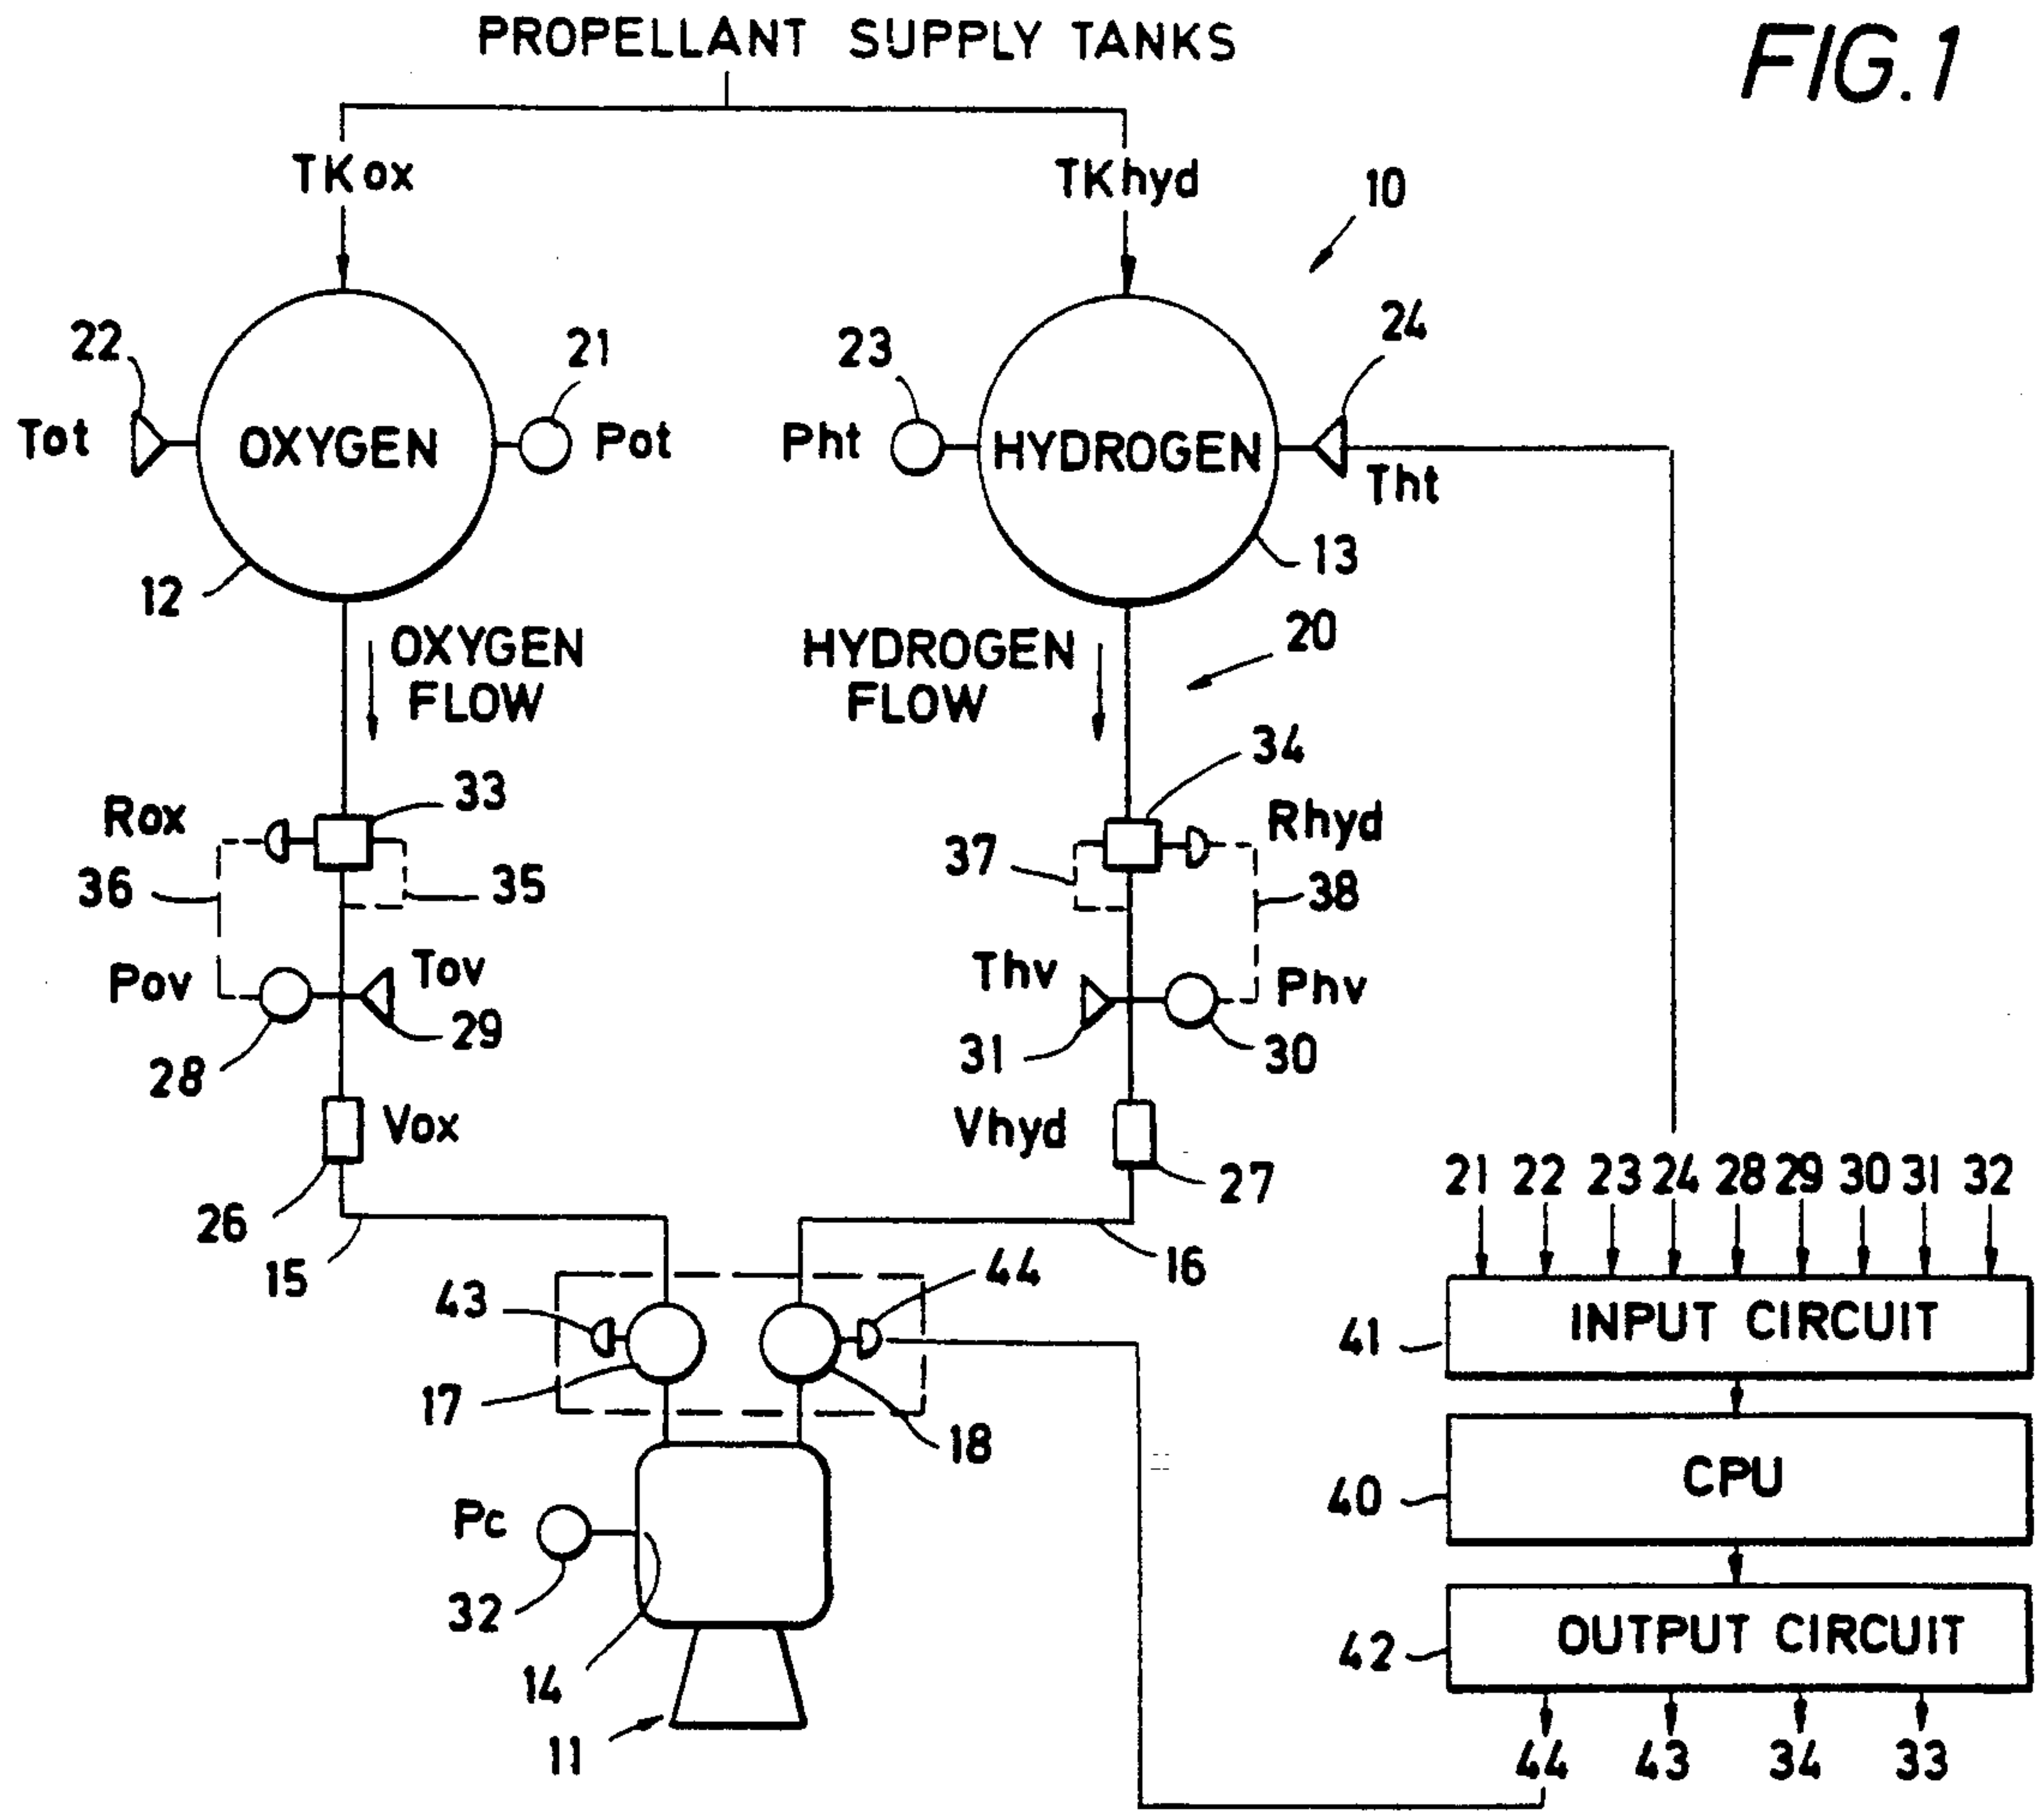 PROPELLANT SUPPLY TANKS
FIG.1
TKox
TKhyd
10
22
21
23
24
Tot
OXYGEN
Pot
Pht
HYDROGEN
Tht
12
13
OXYGEN
FLOW
HYDROGEN
FLOW
20
34
Rox
33
Rhyd
36
35
37
38
Pov
Tov
Thv
Phv
28
29
31
30
Vox
Vhyd
26
27
21 22 23 24 28 29 30 31 32
15
16
43
44
41
INPUT CIRCUIT
17
18
40
CPU
Pc
32
14
42
OUTPUT CIRCUIT
11
44 43 34 33